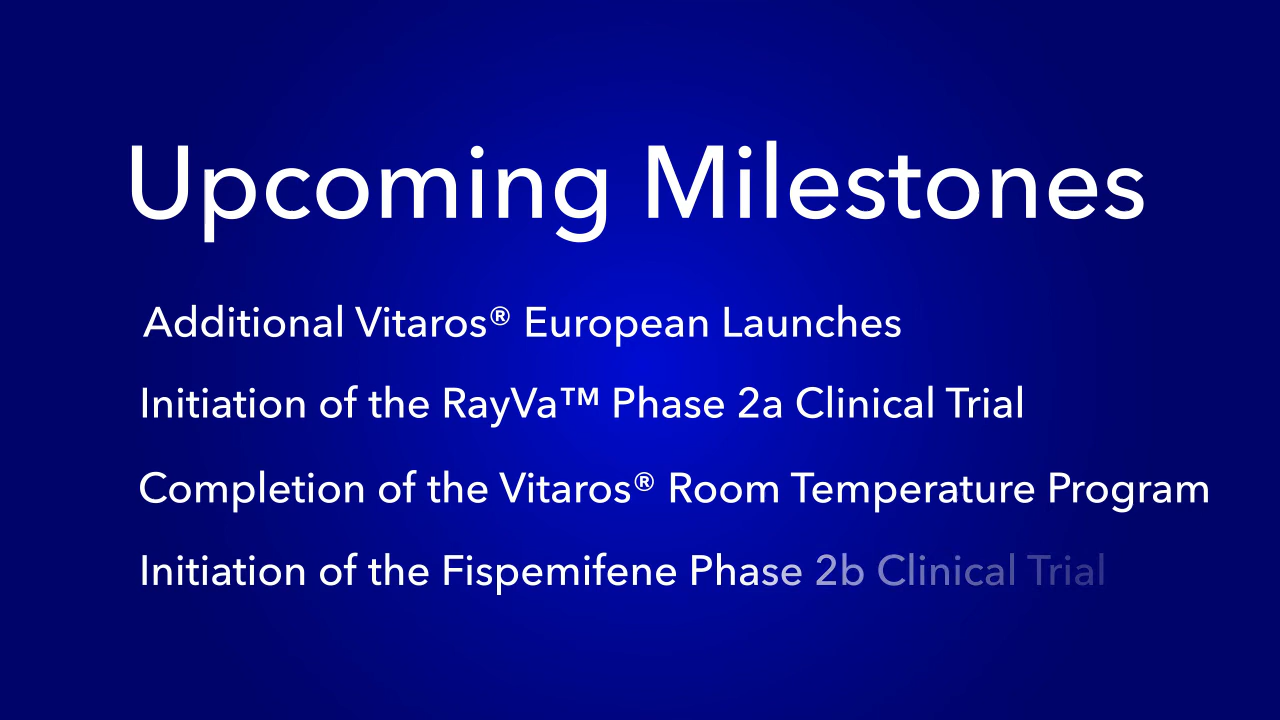 Upcoming Milestones
Additional Vitaros® European Launches
Initiation of the RayVa™ Phase 2a Clinical Trial
Completion of the Vitaros® Room Temperature Program
Initiation of the Fispemifene Phase 2b Clinical Trial